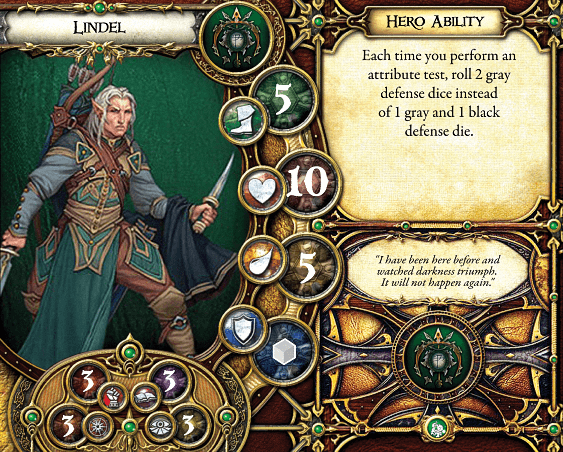 Lindel
5
10
5
3
3
3
3
Hero Ability
Each time you perform an
attribute test, roll 2 gray
defense dice instead
of 1 gray and 1 black
defense die.
"I have been here before and
watched darkness triumph.
It will not happen again."